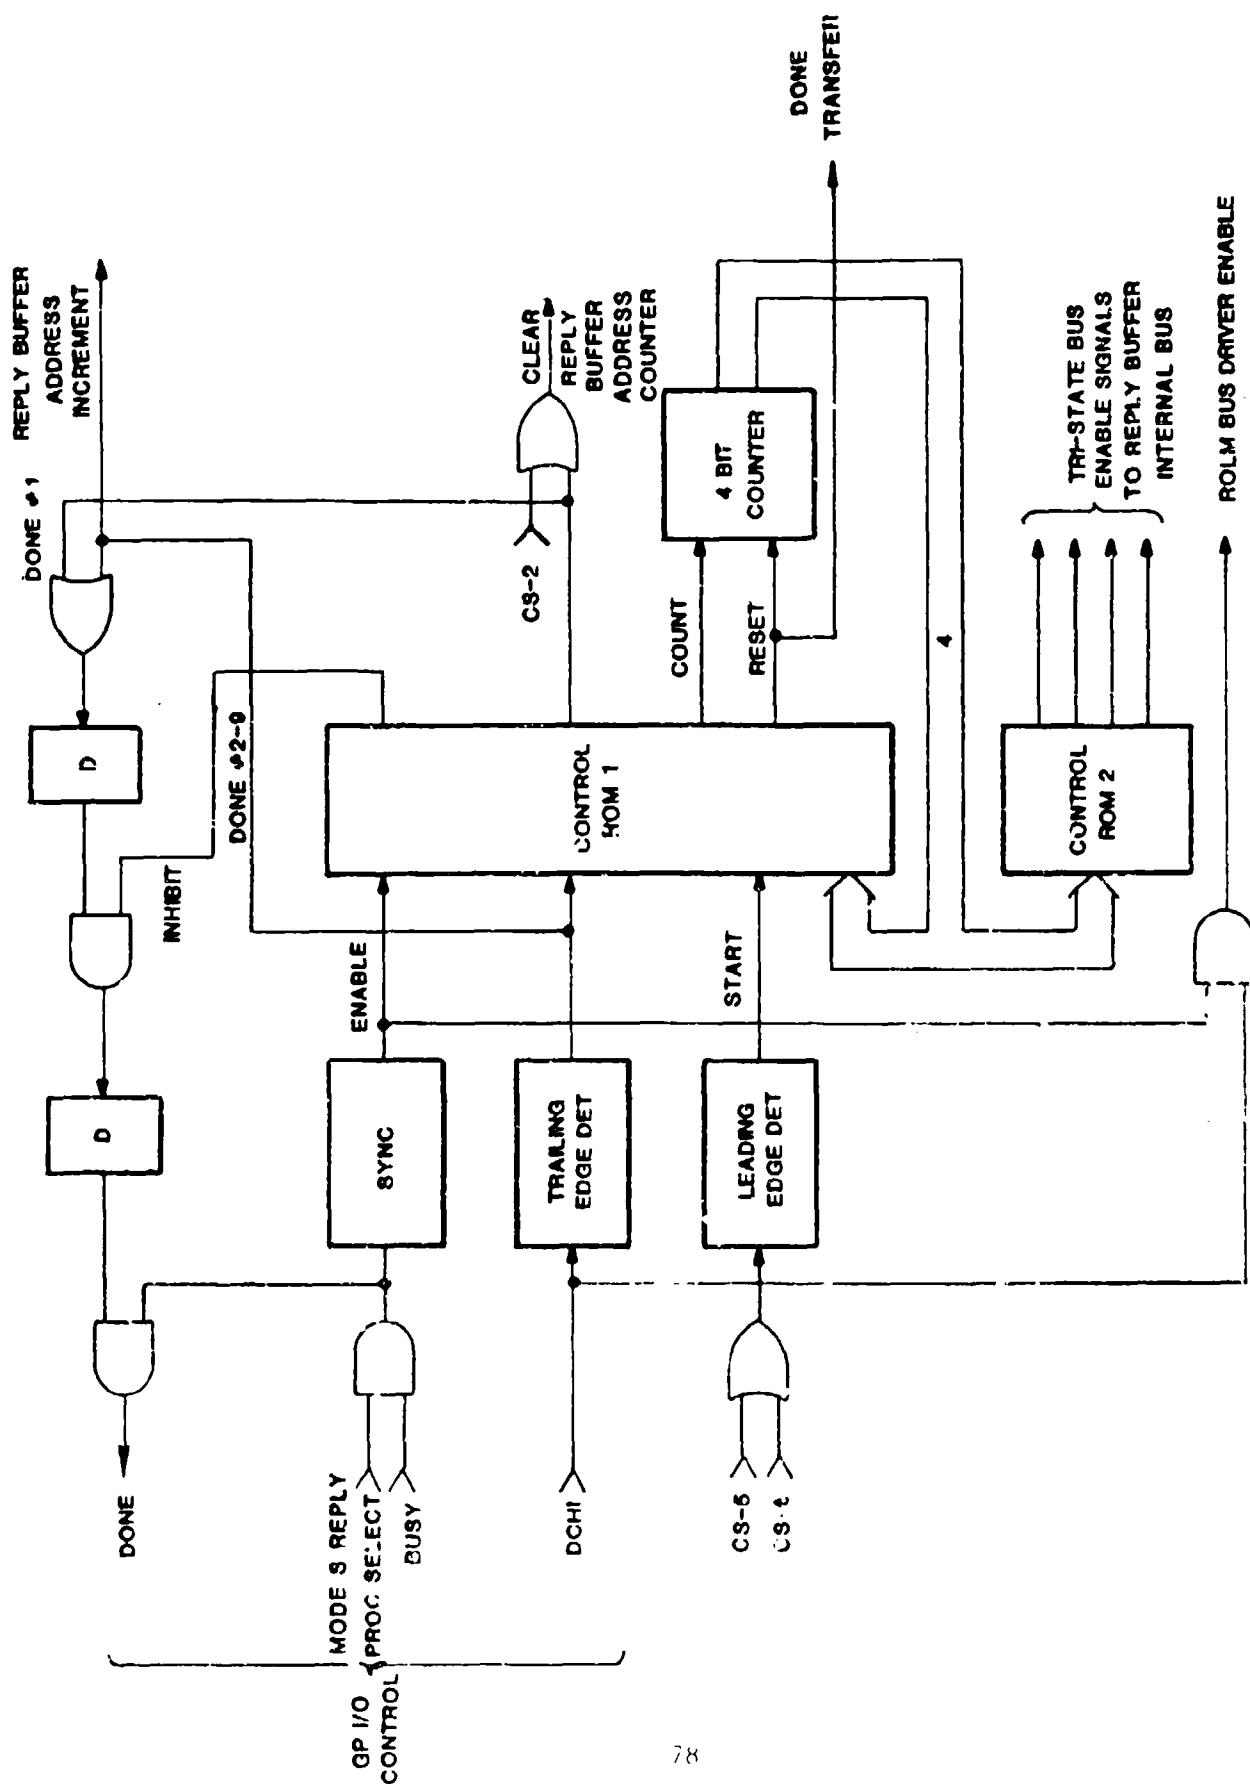 DONE
MODE S REPLY
PROC SELECT
BUSY
GP I/O
CONTROL
DCHI
CS-5
D
INHIBIT
D
DONE #1
REPLY BUFFER
ADDRESS
INCREMENT
DONE #2-9
SYNC
ENABLE
TRAILING
EDGE DET
LEADING
EDGE DET
START
CONTROL
ROM 1
CS-2
CLEAR
REPLY
BUFFER
ADDRESS
COUNTER
COUNT
RESET
4 BIT
COUNTER
DONE
TRANSFER
4
CONTROL
ROM 2
TRI-STATE BUS
ENABLE SIGNALS
TO REPLY BUFFER
INTERNAL BUS
ROLM BUS DRIVER ENABLE
78